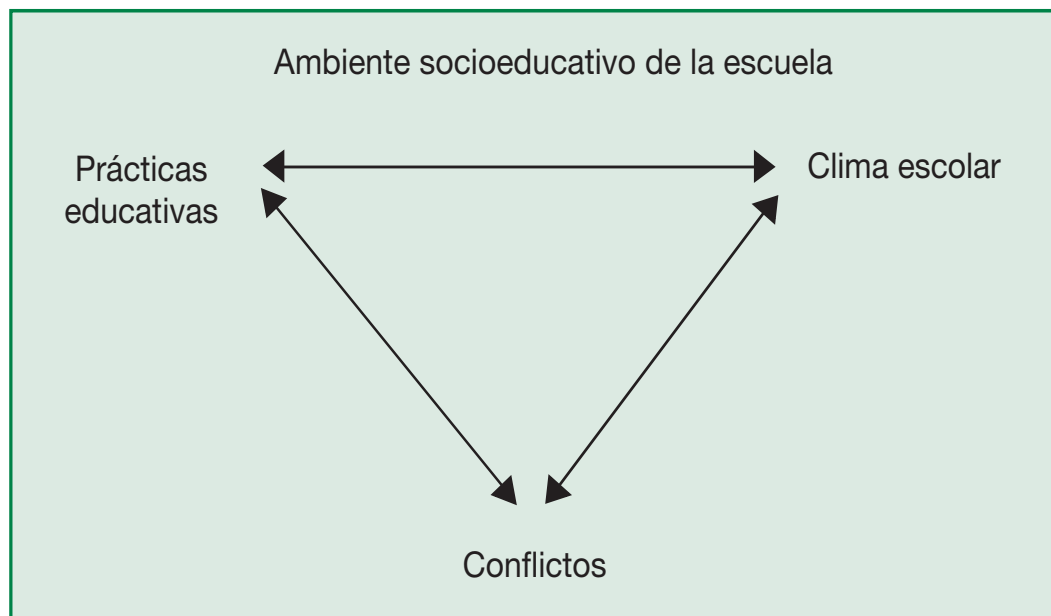 Ambiente socioeducativo de la escuela
Prácticas
educativas
Clima escolar
Conflictos